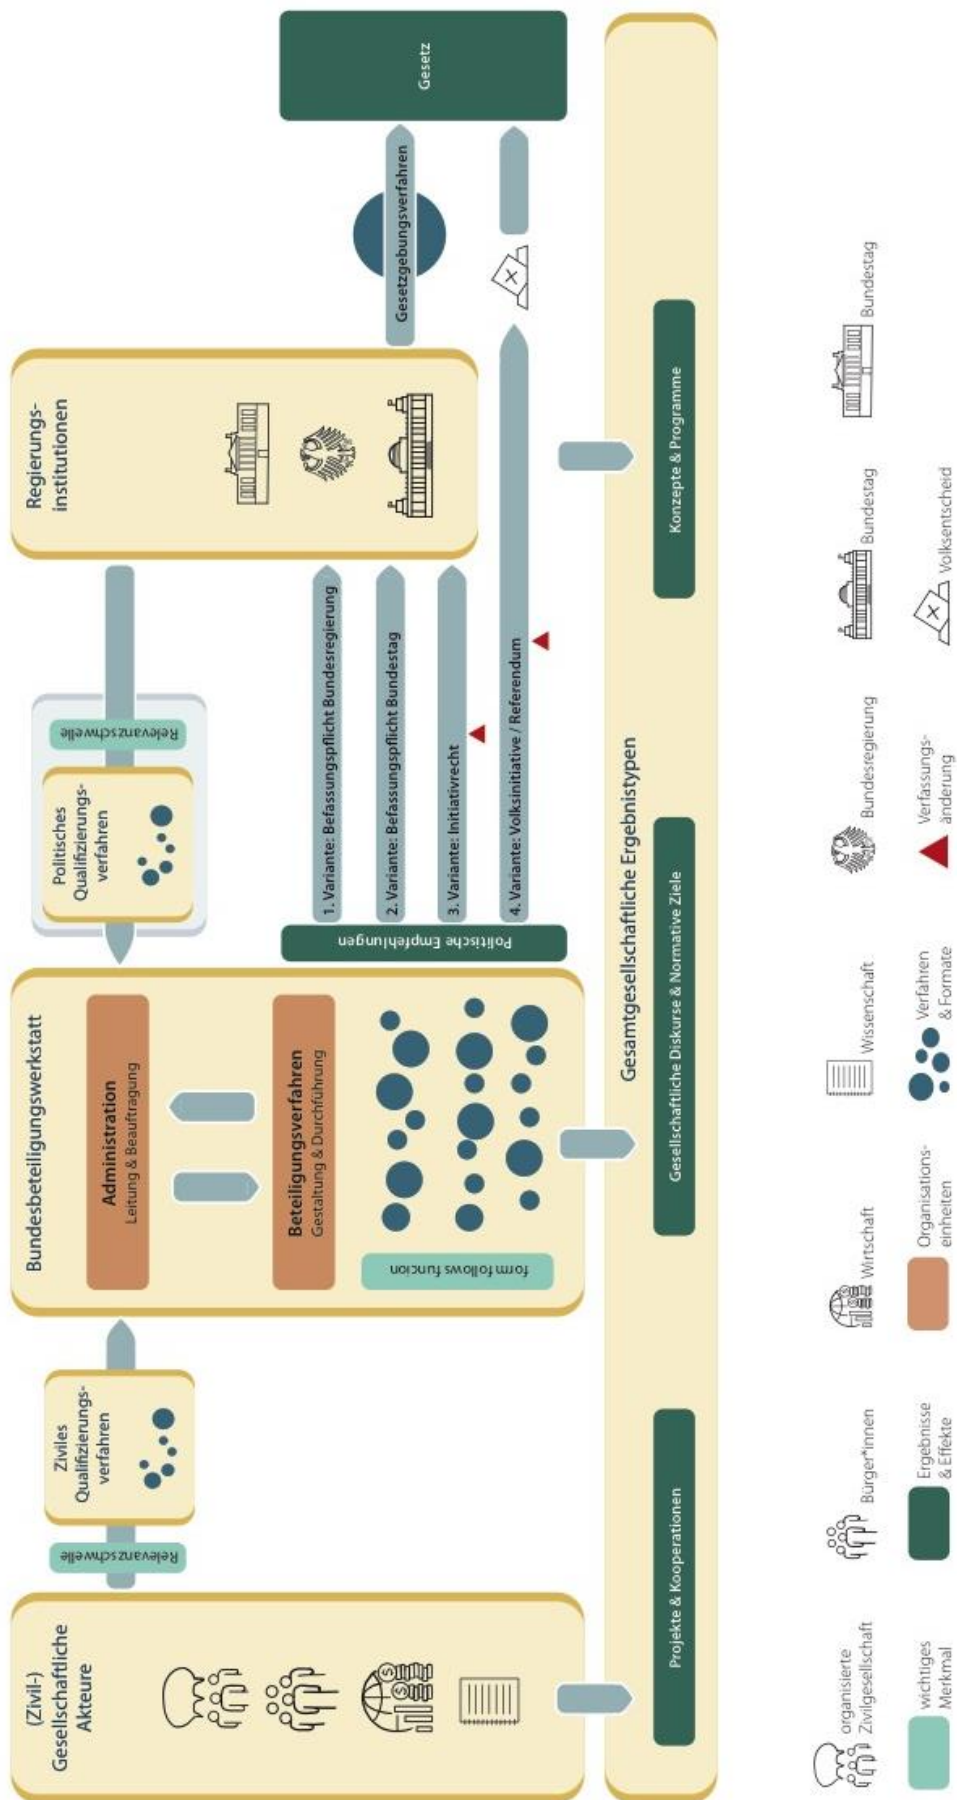 (Zivil-)
Gesellschaftliche
Akteure
Relevanzschwelle
Ziviles
Qualifizierungs-
verfahren
Bundesbeteiligungswerkstatt
Administration
Leitung & Beauftragung
Beteiligungsverfahren
Gestaltung & Durchführung
form follows funcion
Politisches
Qualifizierungs-
verfahren
Relevanzschwelle
Politische Empfehlungen
1. Variante: Befassungspflicht Bundesregierung
2. Variante: Befassungspflicht Bundestag
3. Variante: Initiativrecht
4. Variante: Volksinitiative / Referendum
Regierungs-
institutionen
Gesetzgebungsverfahren
Gesetz
Gesamtgesellschaftliche Ergebnistypen
Projekte & Kooperationen
Gesellschaftliche Diskurse & Normative Ziele
Konzepte & Programme
organisierte
Zivilgesellschaft
Bürger*innen
Wirtschaft
Wissenschaft
Bundesregierung
Bundestag
Bundestag
wichtiges
Merkmal
Ergebnisse
& Effekte
Organisations-
einheiten
Verfahren
& Formate
Verfassungs-
änderung
Volksentscheid